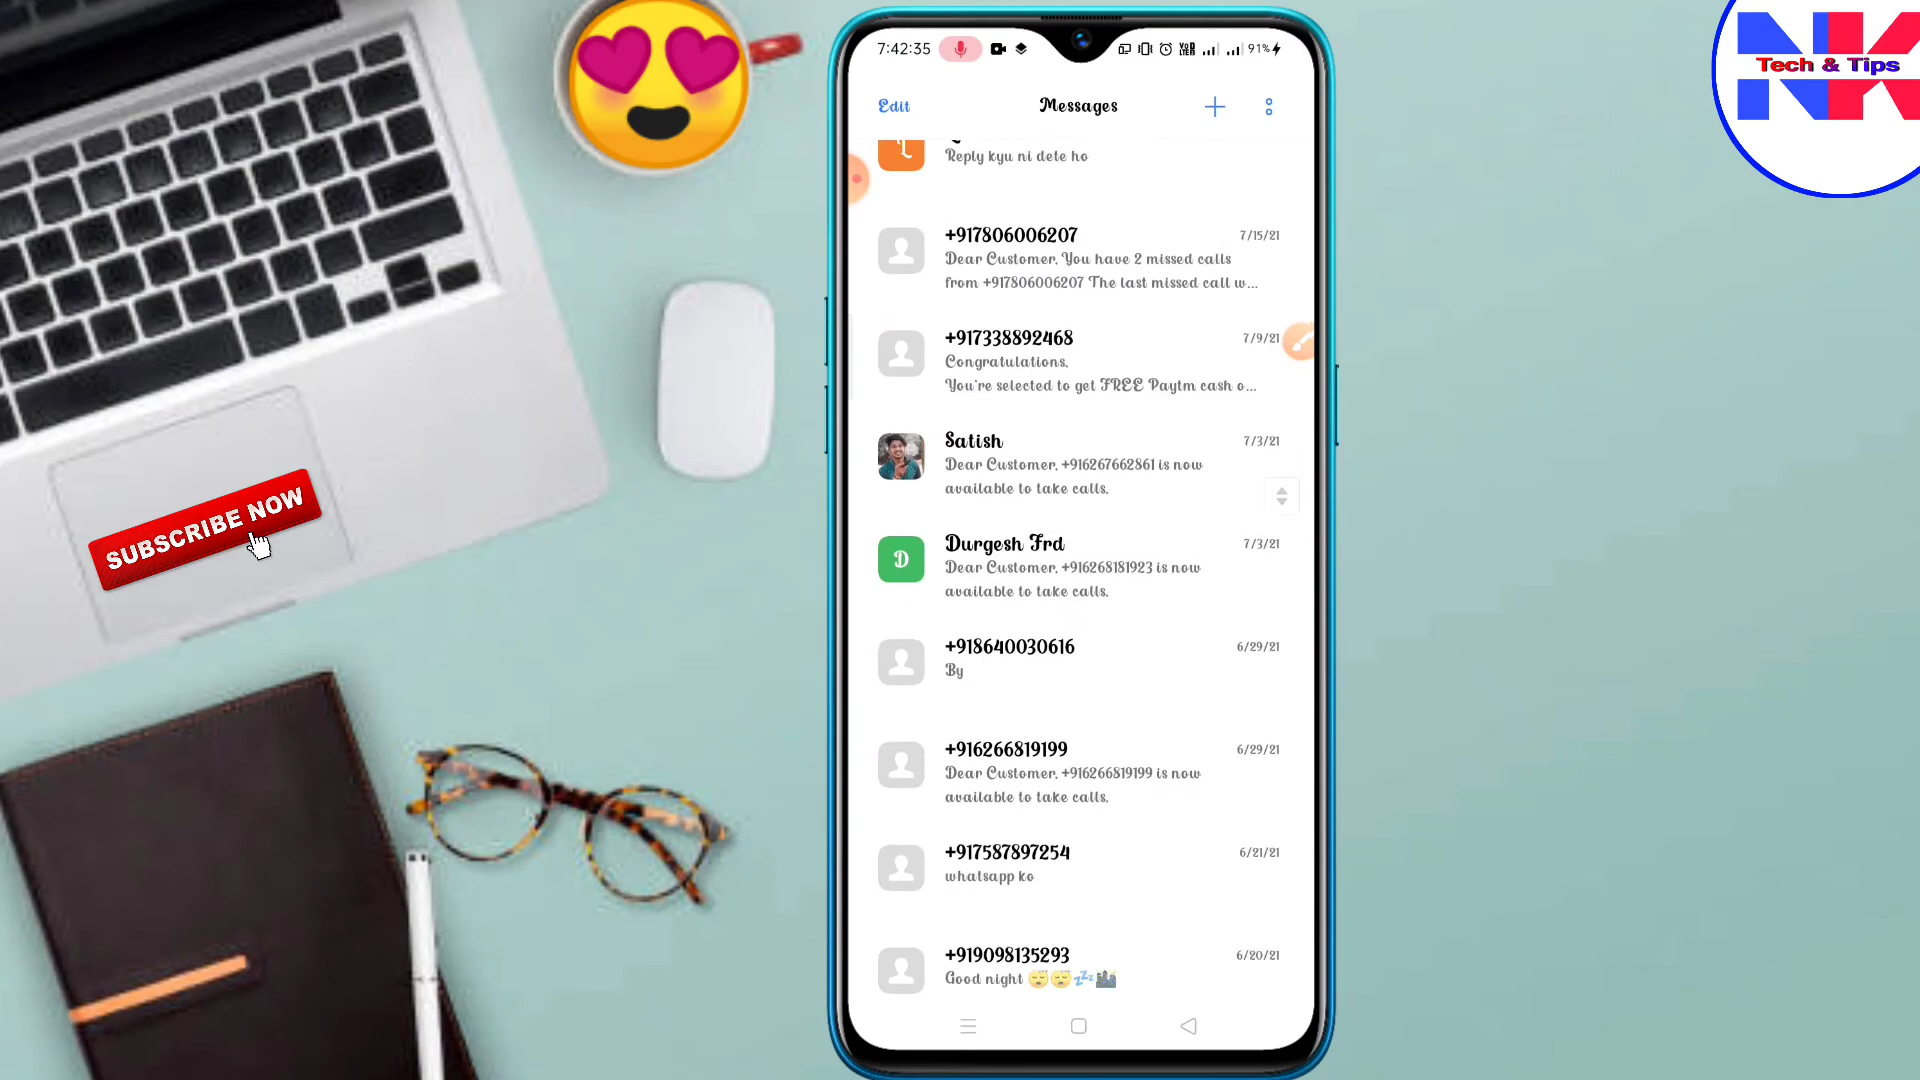 7:42:35
91%
NK
Tech & Tips
Edit
Messages
Reply kyu ni dete ho
+917806006207
7/15/21
Dear Customer, You have 2 missed calls
from +917806006207 The last missed call w...
+917338892468
7/9/21
Congratulations,
You're selected to get FREE Paytm cash o...
Satish
7/3/21
Dear Customer, +916267662861 is now
available to take calls.
D
Durgesh Frd
7/3/21
Dear Customer, +916268181923 is now
available to take calls.
+918640030616
6/29/21
By
+916266819199
6/29/21
Dear Customer, +916266819199 is now
available to take calls.
+917587897254
6/21/21
whatsapp ko
+919098135293
6/20/21
Good night 😴😴💤🌃
SUBSCRIBE NOW